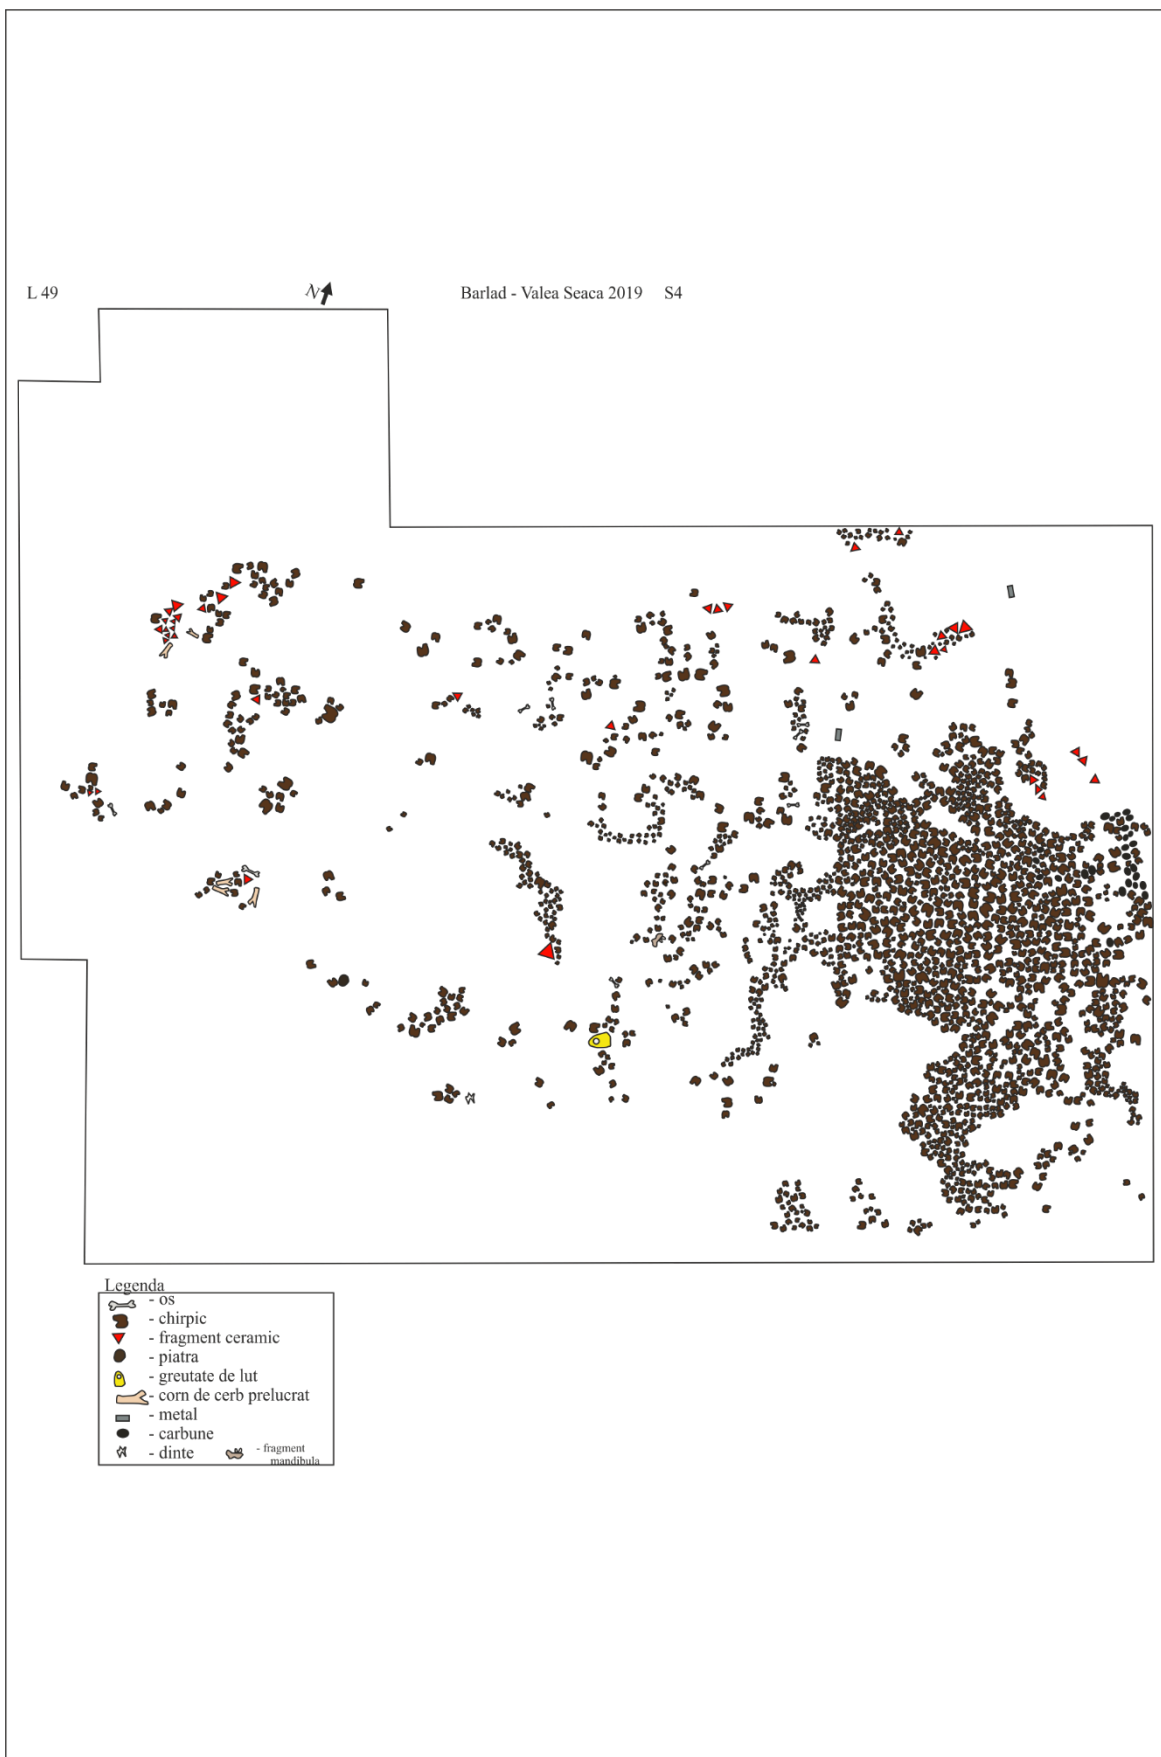 L 49 N Barlad - Valea Seaca 2019 S4
Legenda
- os
- chirpic
- fragment ceramic
- piatra
- greutate de lut
- corn de cerb prelucrat
- metal
- carbune
- dinte - fragment
mandibula